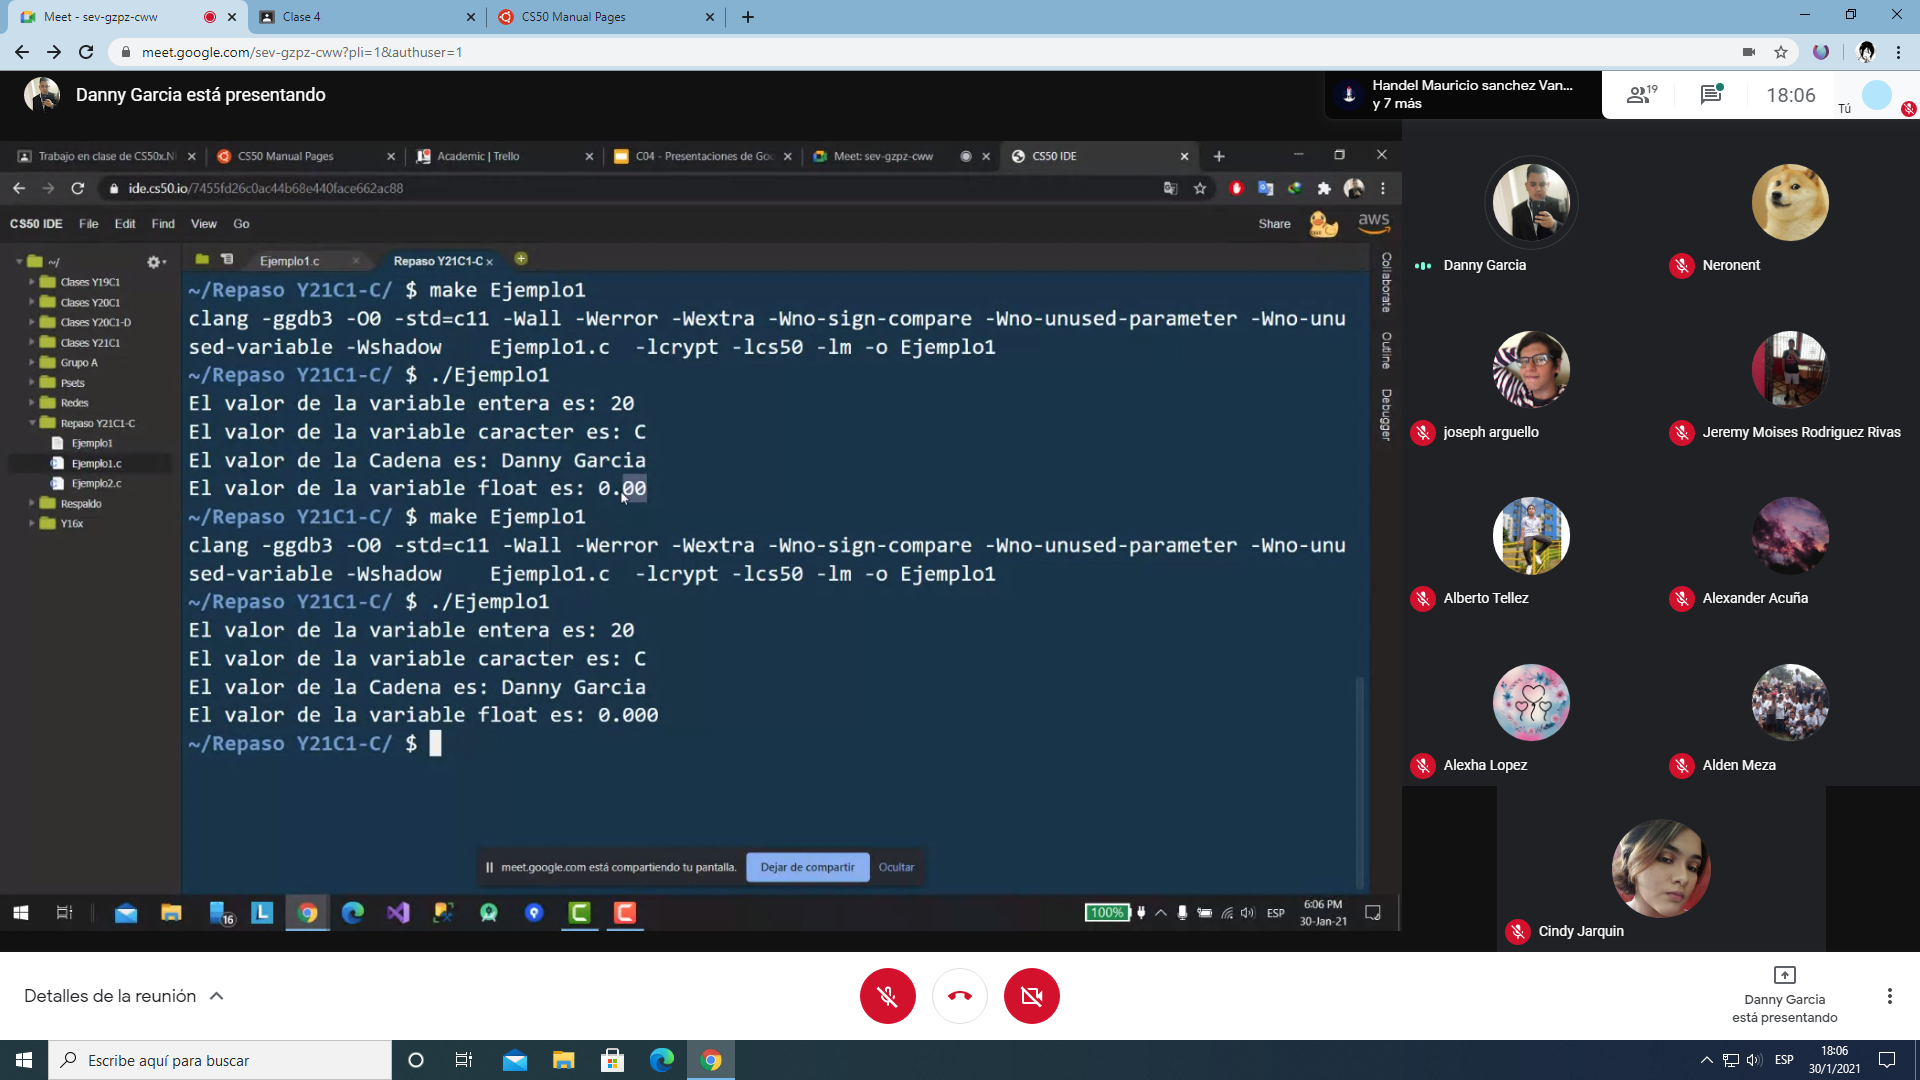 Meet - sev-gzpz-cww
Clase 4
CS50 Manual Pages
meet.google.com/sev-gzpz-cww?pli=1&authuser=1
Danny Garcia está presentando
Handel Mauricio sanchez Van...
y 7 más
19
18:06
Tú
Trabajo en clase de CS50x.N
CS50 Manual Pages
Academic | Trello
C04 - Presentaciones de Goo
Meet: sev-gzpz-cww
CS50 IDE
ide.cs50.io/7455fd26c0ac44b68e440face662ac88
CS50 IDE File Edit Find View Go
Share
aws
~/
Clases Y19C1
Clases Y20C1
Clases Y20C1-D
Clases Y21C1
Grupo A
Psets
Redes
Repaso Y21C1-C
Ejemplo1
Ejemplo1.c
Ejemplo2.c
Respaldo
Y16x
Ejemplo1.c
Repaso Y21C1-C
~/Repaso Y21C1-C/ $ make Ejemplo1
clang -ggdb3 -O0 -std=c11 -Wall -Werror -Wextra -Wno-sign-compare -Wno-unused-parameter -Wno-unu
sed-variable -Wshadow    Ejemplo1.c  -lcrypt -lcs50 -lm -o Ejemplo1
~/Repaso Y21C1-C/ $ ./Ejemplo1
El valor de la variable entera es: 20
El valor de la variable caracter es: C
El valor de la Cadena es: Danny Garcia
El valor de la variable float es: 0.00
~/Repaso Y21C1-C/ $ make Ejemplo1
clang -ggdb3 -O0 -std=c11 -Wall -Werror -Wextra -Wno-sign-compare -Wno-unused-parameter -Wno-unu
sed-variable -Wshadow    Ejemplo1.c  -lcrypt -lcs50 -lm -o Ejemplo1
~/Repaso Y21C1-C/ $ ./Ejemplo1
El valor de la variable entera es: 20
El valor de la variable caracter es: C
El valor de la Cadena es: Danny Garcia
El valor de la variable float es: 0.000
~/Repaso Y21C1-C/ $
Collaborate
Outline
Debugger
meet.google.com está compartiendo tu pantalla.
Dejar de compartir
Ocultar
16
L
100%
ESP
6:06 PM
30-Jan-21
Danny Garcia
Neronent
joseph arguello
Jeremy Moises Rodriguez Rivas
Alberto Tellez
Alexander Acuña
Alexha Lopez
Alden Meza
Cindy Jarquin
Detalles de la reunión
Danny Garcia
está presentando
Escribe aquí para buscar
ESP
18:06
30/1/2021